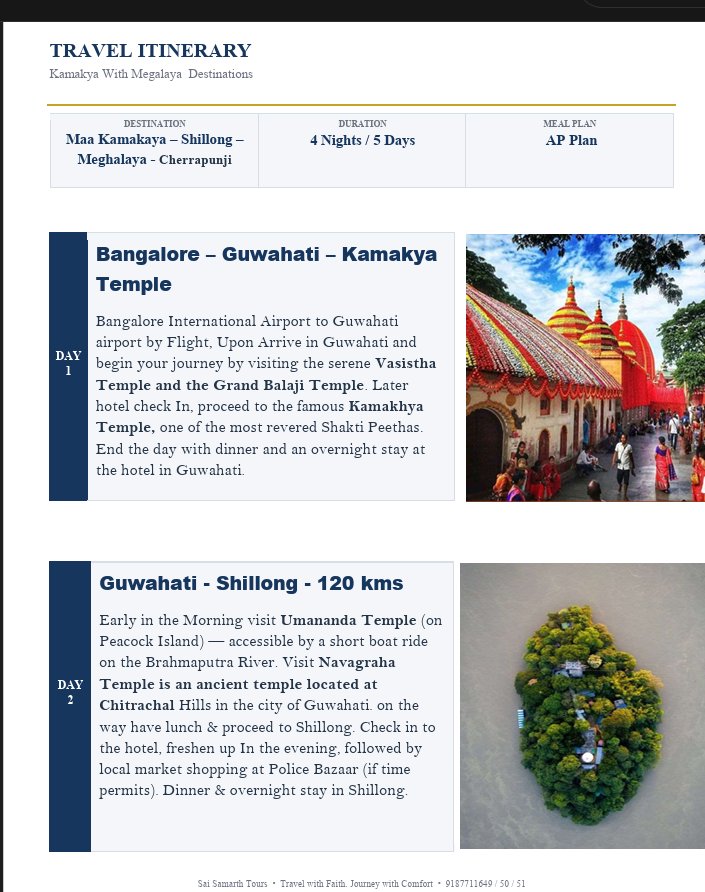 TRAVEL ITINERARY
Kamakya With Megalaya Destinations
DESTINATION
Maa Kamakaya – Shillong –
Meghalaya - Cherrapunji
DURATION
4 Nights / 5 Days
MEAL PLAN
AP Plan
DAY
1
Bangalore – Guwahati – Kamakya
Temple
Bangalore International Airport to Guwahati
airport by Flight, Upon Arrive in Guwahati and
begin your journey by visiting the serene Vasistha
Temple and the Grand Balaji Temple. Later
hotel check In, proceed to the famous Kamakhya
Temple, one of the most revered Shakti Peethas.
End the day with dinner and an overnight stay at
the hotel in Guwahati.
DAY
2
Guwahati - Shillong - 120 kms
Early in the Morning visit Umananda Temple (on
Peacock Island) — accessible by a short boat ride
on the Brahmaputra River. Visit Navagraha
Temple is an ancient temple located at
Chitrachal Hills in the city of Guwahati. on the
way have lunch & proceed to Shillong. Check in to
the hotel, freshen up In the evening, followed by
local market shopping at Police Bazaar (if time
permits). Dinner & overnight stay in Shillong.
Sai Samarth Tours • Travel with Faith. Journey with Comfort • 9187711649 / 50 / 51